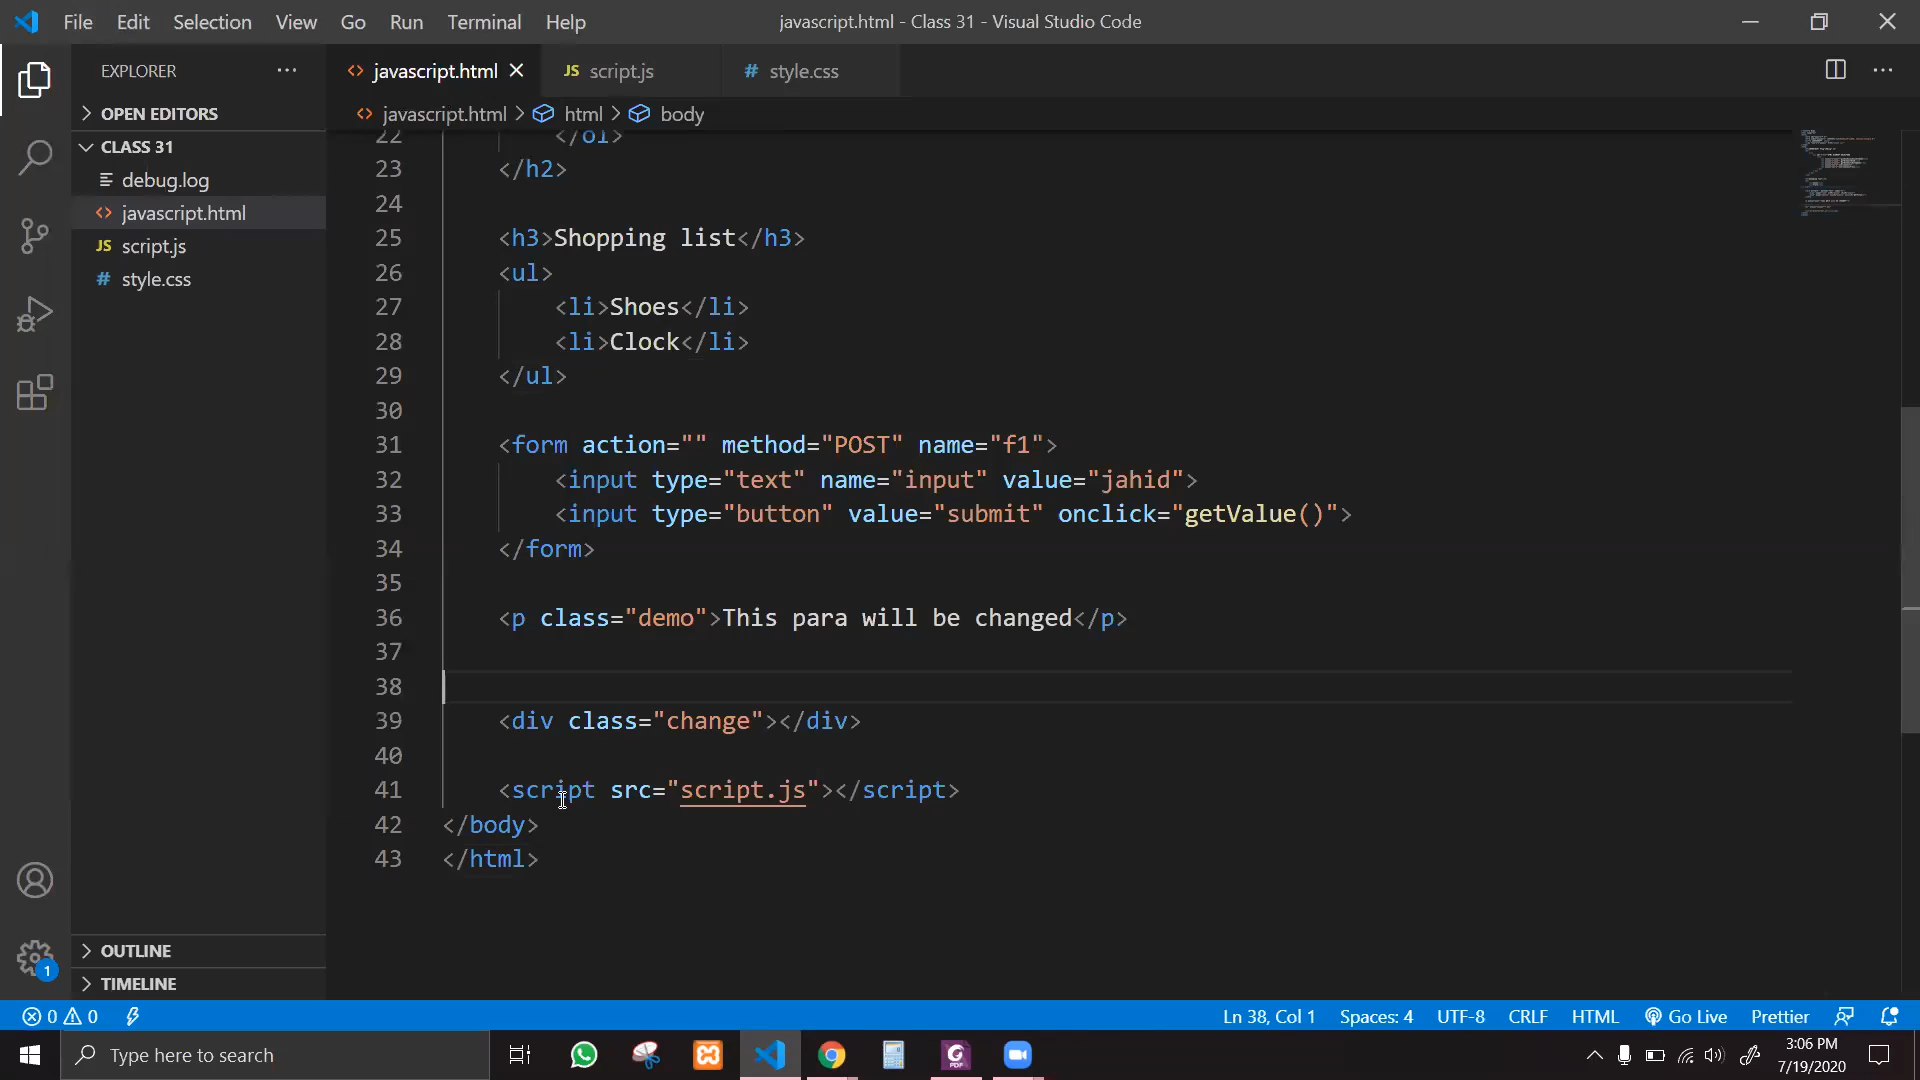 File Edit Selection View Go Run Terminal Help
javascript.html - Class 31 - Visual Studio Code
EXPLORER
OPEN EDITORS
CLASS 31
debug.log
javascript.html
JS script.js
# style.css
OUTLINE
TIMELINE
1
javascript.html
JS script.js
# style.css
javascript.html > html > body
22 </ol>
23 </h2>
24
25 <h3>Shopping list</h3>
26 <ul>
27 <li>Shoes</li>
28 <li>Clock</li>
29 </ul>
30
31 <form action="" method="POST" name="f1">
32 <input type="text" name="input" value="jahid">
33 <input type="button" value="submit" onclick="getValue()">
34 </form>
35
36 <p class="demo">This para will be changed</p>
37
38
39 <div class="change"></div>
40
41 <script src="script.js"></script>
42 </body>
43 </html>
0 0
Ln 38, Col 1 Spaces: 4 UTF-8 CRLF HTML Go Live Prettier
Type here to search
PDF
3:06 PM
7/19/2020